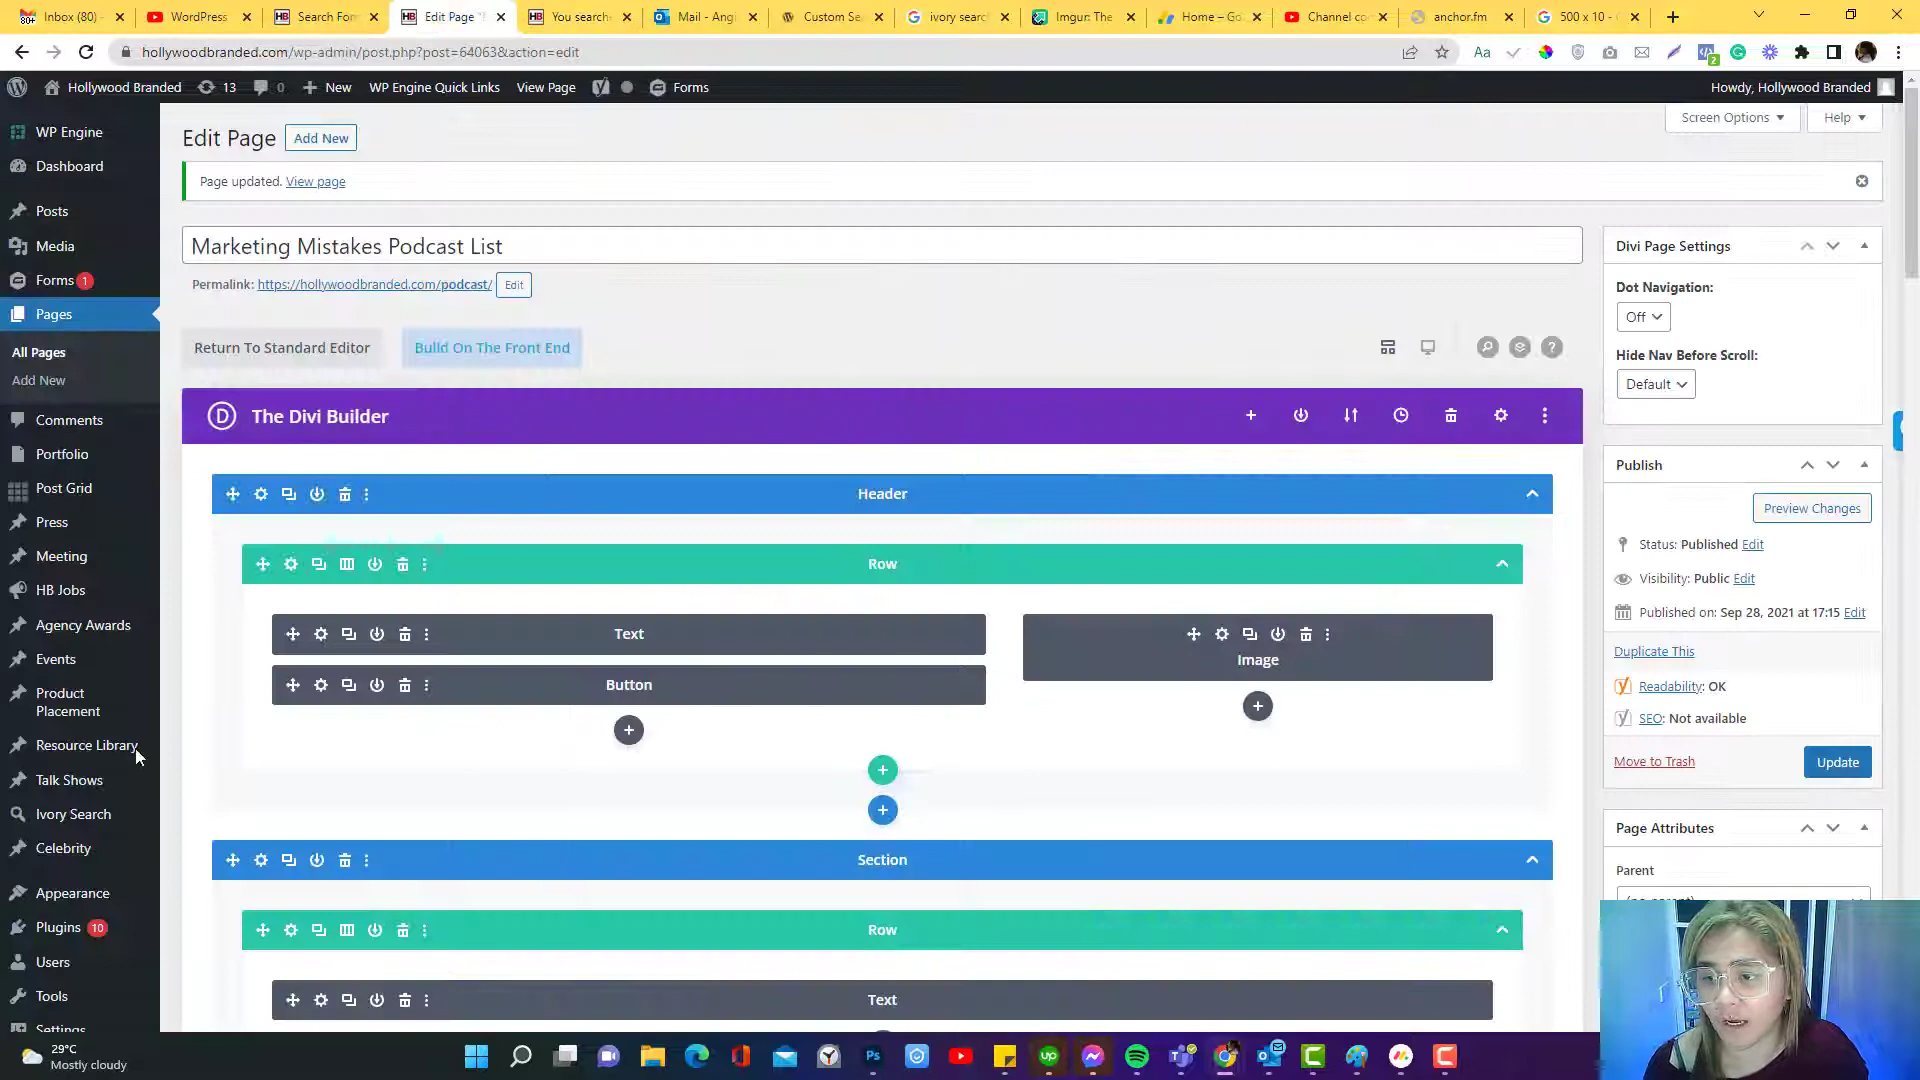 Inbox (80) -
WordPress
Search For
Edit Page "
You search
Mail - Angi
Custom Se
ivory searc
Imgur: The
Home – Go
Channel co
anchor.fm
500 x 10 -
hollywoodbranded.com/wp-admin/post.php?post=64063&action=edit
Hollywood Branded 13 0 New WP Engine Quick Links View Page Forms
Howdy, Hollywood Branded
WP Engine
Dashboard
Posts
Media
Forms 1
Pages
All Pages
Add New
Comments
Portfolio
Post Grid
Press
Meeting
HB Jobs
Agency Awards
Events
Product
Placement
Resource Library
Talk Shows
Ivory Search
Celebrity
Appearance
Plugins 10
Users
Tools
Settings
Screen Options
Help
Edit Page Add New
Page updated. View page
Marketing Mistakes Podcast List
Permalink: https://hollywoodbranded.com/podcast/ Edit
Return To Standard Editor
Build On The Front End
The Divi Builder
Header
Row
Text
Button
Image
Section
Row
Text
Divi Page Settings
Dot Navigation:
Off
Hide Nav Before Scroll:
Default
Publish
Preview Changes
Status: Published Edit
Visibility: Public Edit
Published on: Sep 28, 2021 at 17:15 Edit
Duplicate This
Readability: OK
SEO: Not available
Move to Trash
Update
Page Attributes
Parent
29°C
Mostly cloudy